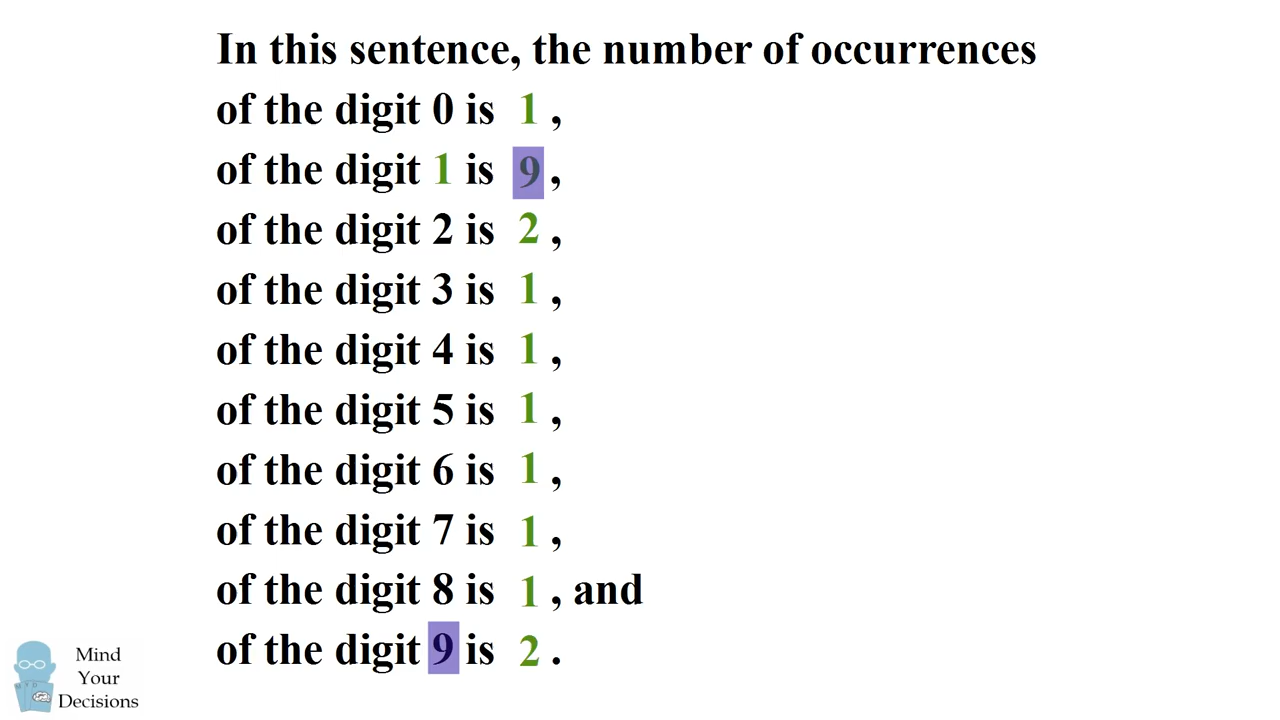 In this sentence, the number of occurrences
of the digit 0 is 1 ,
of the digit 1 is 9 ,
of the digit 2 is 2 ,
of the digit 3 is 1 ,
of the digit 4 is 1 ,
of the digit 5 is 1 ,
of the digit 6 is 1 ,
of the digit 7 is 1 ,
of the digit 8 is 1 , and
of the digit 9 is 2 .
Mind
Your
Decisions